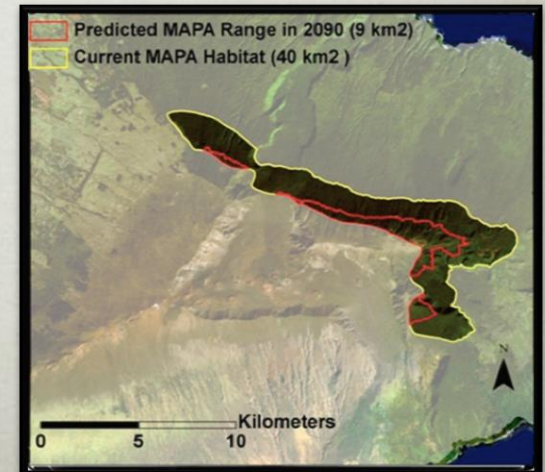 Predicted MAPA Range in 2090 (9 km2)
Current MAPA Habitat (40 km2 )
N
Kilometers
0 5 10